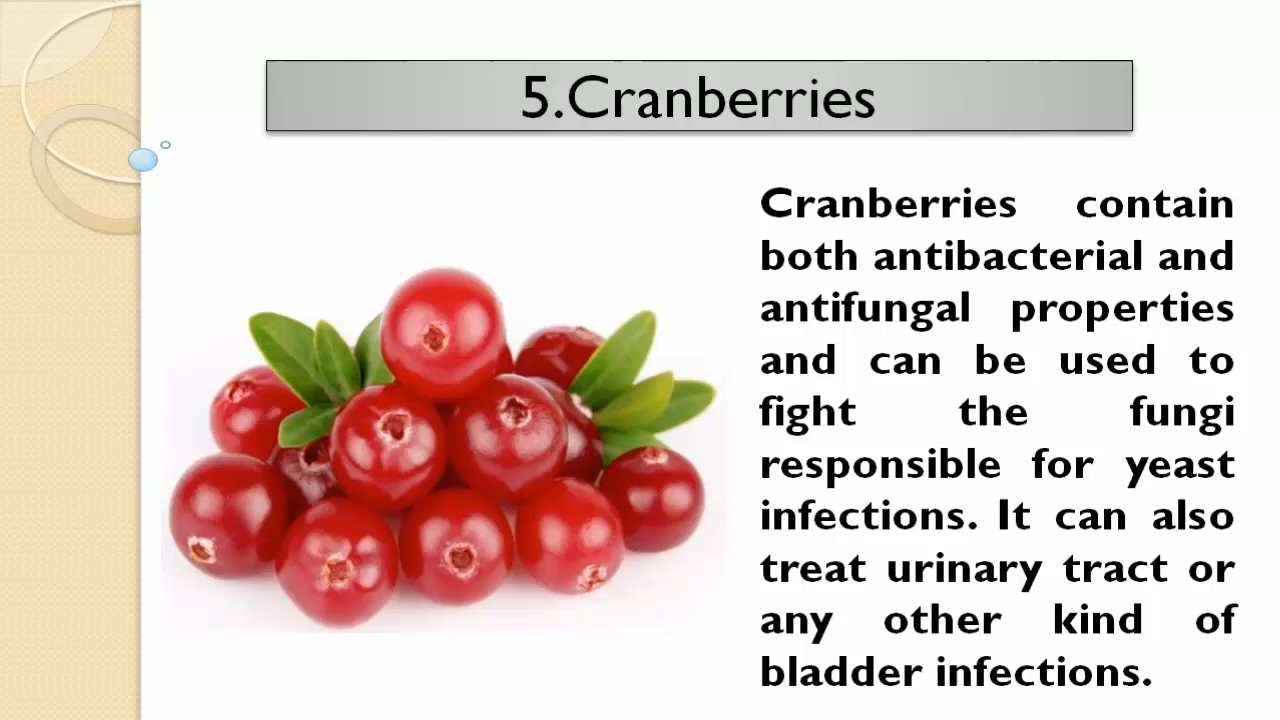 5.Cranberries
Cranberries contain
both antibacterial and
antifungal properties
and can be used to
fight the fungi
responsible for yeast
infections. It can also
treat urinary tract or
any other kind of
bladder infections.